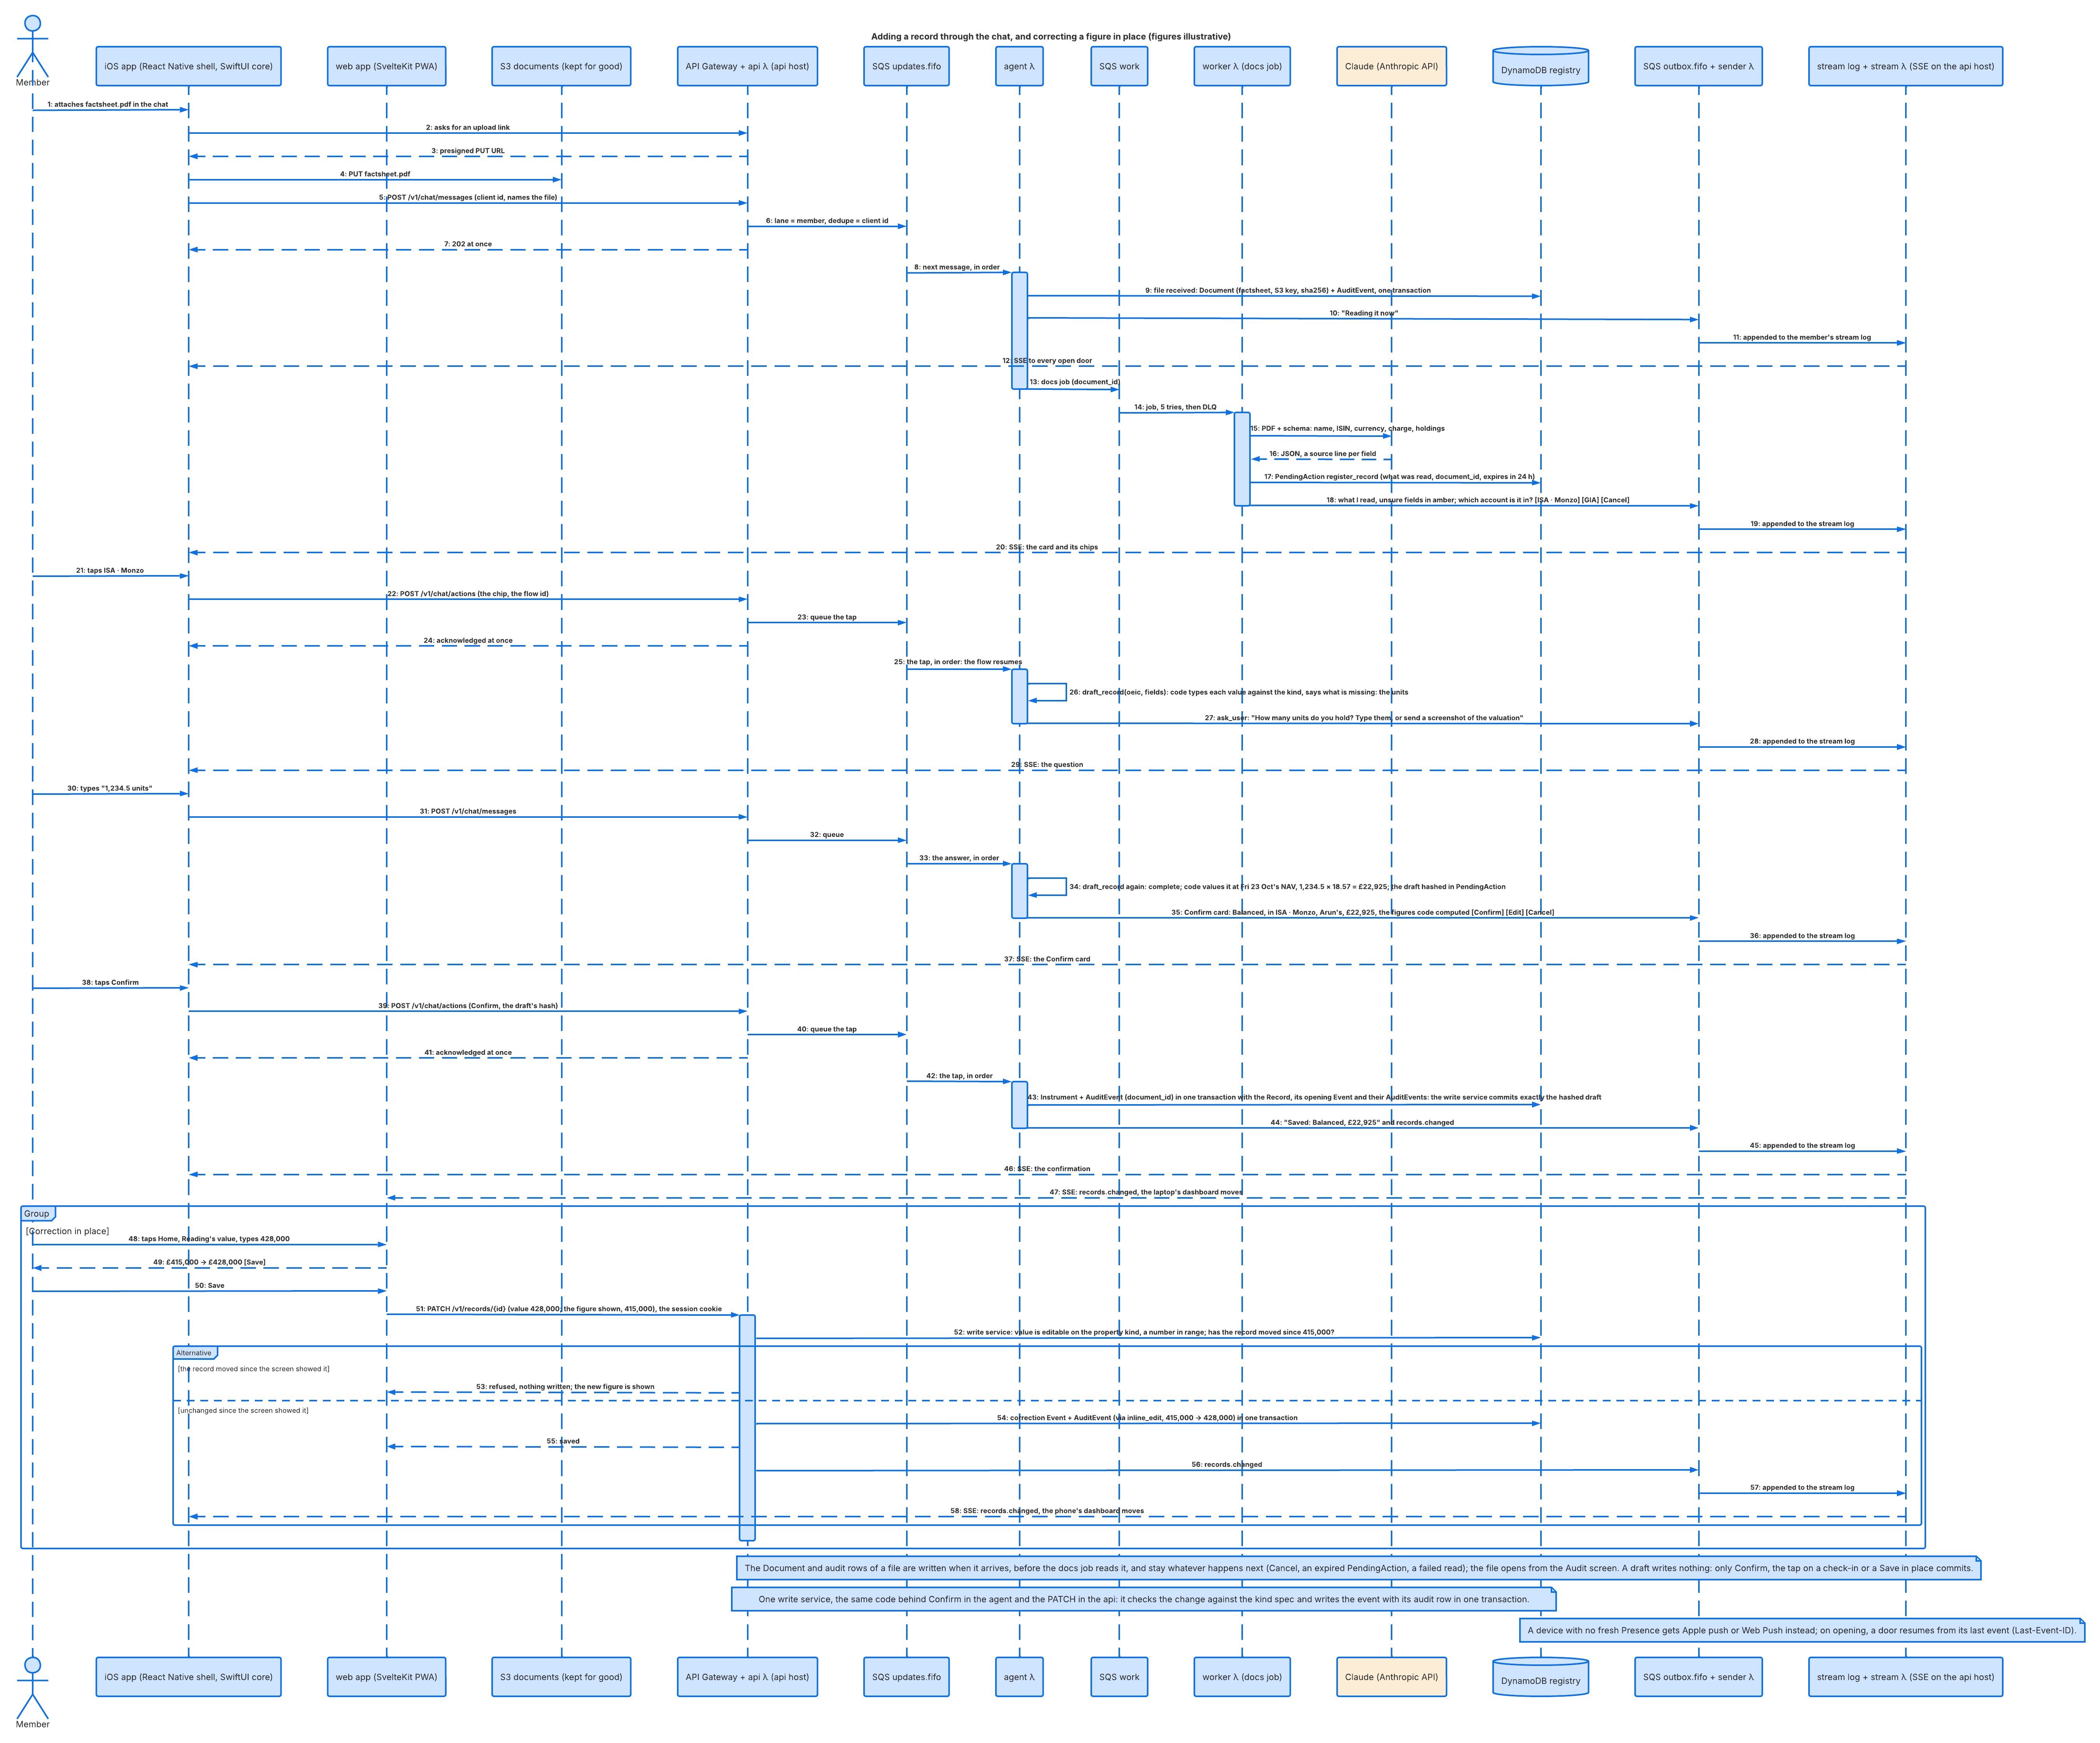 Adding a record through the chat, and correcting a figure in place (figures illustrative)
Member
iOS app (React Native shell, SwiftUI core)
web app (SvelteKit PWA)
S3 documents (kept for good)
API Gateway + api λ (api host)
SQS updates.fifo
agent λ
SQS work
worker λ (docs job)
Claude (Anthropic API)
DynamoDB registry
SQS outbox.fifo + sender λ
stream log + stream λ (SSE on the api host)
1: attaches factsheet.pdf in the chat
2: asks for an upload link
3: presigned PUT URL
4: PUT factsheet.pdf
5: POST /v1/chat/messages (client id, names the file)
6: lane = member, dedupe = client id
7: 202 at once
8: next message, in order
9: file received: Document (factsheet, S3 key, sha256) + AuditEvent, one transaction
10: "Reading it now"
11: appended to the member's stream log
12: SSE to every open door
13: docs job (document_id)
14: job, 5 tries, then DLQ
15: PDF + schema: name, ISIN, currency, charge, holdings
16: JSON, a source line per field
17: PendingAction register_record (what was read, document_id, expires in 24 h)
18: what I read, unsure fields in amber; which account is it in? [ISA · Monzo] [GIA] [Cancel]
19: appended to the stream log
20: SSE: the card and its chips
21: taps ISA · Monzo
22: POST /v1/chat/actions (the chip, the flow id)
23: queue the tap
24: acknowledged at once
25: the tap, in order: the flow resumes
26: draft_record(oeic, fields): code types each value against the kind, says what is missing: the units
27: ask_user: "How many units do you hold? Type them, or send a screenshot of the valuation"
28: appended to the stream log
29: SSE: the question
30: types "1,234.5 units"
31: POST /v1/chat/messages
32: queue
33: the answer, in order
34: draft_record again: complete; code values it at Fri 23 Oct's NAV, 1,234.5 × 18.57 = £22,925; the draft hashed in PendingAction
35: Confirm card: Balanced, in ISA · Monzo, Arun's, £22,925, the figures code computed [Confirm] [Edit] [Cancel]
36: appended to the stream log
37: SSE: the Confirm card
38: taps Confirm
39: POST /v1/chat/actions (Confirm, the draft's hash)
40: queue the tap
41: acknowledged at once
42: the tap, in order
43: Instrument + AuditEvent (document_id) in one transaction with the Record, its opening Event and their AuditEvents: the write service commits exactly the hashed draft
44: "Saved: Balanced, £22,925" and records.changed
45: appended to the stream log
46: SSE: the confirmation
47: SSE: records.changed, the laptop's dashboard moves
Group
[Correction in place]
48: taps Home, Reading's value, types 428,000
49: £415,000 → £428,000 [Save]
50: Save
51: PATCH /v1/records/{id} (value 428,000; the figure shown, 415,000), the session cookie
52: write service: value is editable on the property kind, a number in range; has the record moved since 415,000?
Alternative
[the record moved since the screen showed it]
53: refused, nothing written; the new figure is shown
[unchanged since the screen showed it]
54: correction Event + AuditEvent (via inline_edit, 415,000 → 428,000) in one transaction
55: saved
56: records.changed
57: appended to the stream log
58: SSE: records.changed, the phone's dashboard moves
The Document and audit rows of a file are written when it arrives, before the docs job reads it, and stay whatever happens next (Cancel, an expired PendingAction, a failed read); the file opens from the Audit screen. A draft writes nothing: only Confirm, the tap on a check-in or a Save in place commits.
One write service, the same code behind Confirm in the agent and the PATCH in the api: it checks the change against the kind spec and writes the event with its audit row in one transaction.
A device with no fresh Presence gets Apple push or Web Push instead; on opening, a door resumes from its last event (Last-Event-ID).
Member
iOS app (React Native shell, SwiftUI core)
web app (SvelteKit PWA)
S3 documents (kept for good)
API Gateway + api λ (api host)
SQS updates.fifo
agent λ
SQS work
worker λ (docs job)
Claude (Anthropic API)
DynamoDB registry
SQS outbox.fifo + sender λ
stream log + stream λ (SSE on the api host)